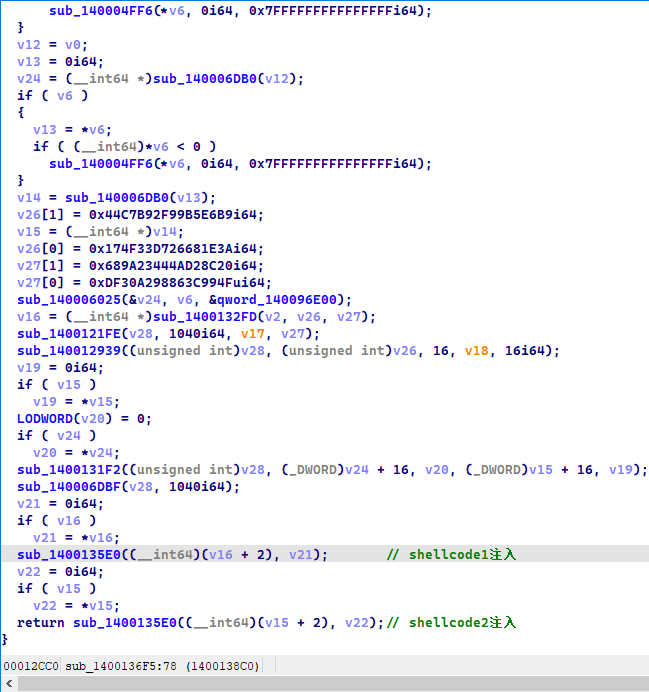 sub_140004FF6(*v6, 0i64, 0x7FFFFFFFFFFFFFFFi64);
}
v12 = v0;
v13 = 0i64;
v24 = (__int64 *)sub_140006DB0(v12);
if ( v6 )
{
v13 = *v6;
if ( (__int64)*v6 < 0 )
sub_140004FF6(*v6, 0i64, 0x7FFFFFFFFFFFFFFFi64);
}
v14 = sub_140006DB0(v13);
v26[1] = 0x44C7B92F99B5E6B9i64;
v15 = (__int64 *)v14;
v26[0] = 0x174F33D726681E3Ai64;
v27[1] = 0x689A23444AD28C20i64;
v27[0] = 0xDF30A298863C994Fui64;
sub_140006025(&v24, v6, &qword_140096E00);
v16 = (__int64 *)sub_1400132FD(v2, v26, v27);
sub_1400121FE(v28, 1040i64, v17, v27);
sub_140012939((unsigned int)v28, (unsigned int)v26, 16, v18, 16i64);
v19 = 0i64;
if ( v15 )
v19 = *v15;
LODWORD(v20) = 0;
if ( v24 )
v20 = *v24;
sub_1400131F2((unsigned int)v28, (_DWORD)v24 + 16, v20, (_DWORD)v15 + 16, v19);
sub_140006DBF(v28, 1040i64);
v21 = 0i64;
if ( v16 )
v21 = *v16;
sub_1400135E0((__int64)(v16 + 2), v21); // shellcode1注入
v22 = 0i64;
if ( v15 )
v22 = *v15;
return sub_1400135E0((__int64)(v15 + 2), v22);// shellcode2注入
}
00012CC0 sub_1400136F5:78 (1400138C0)